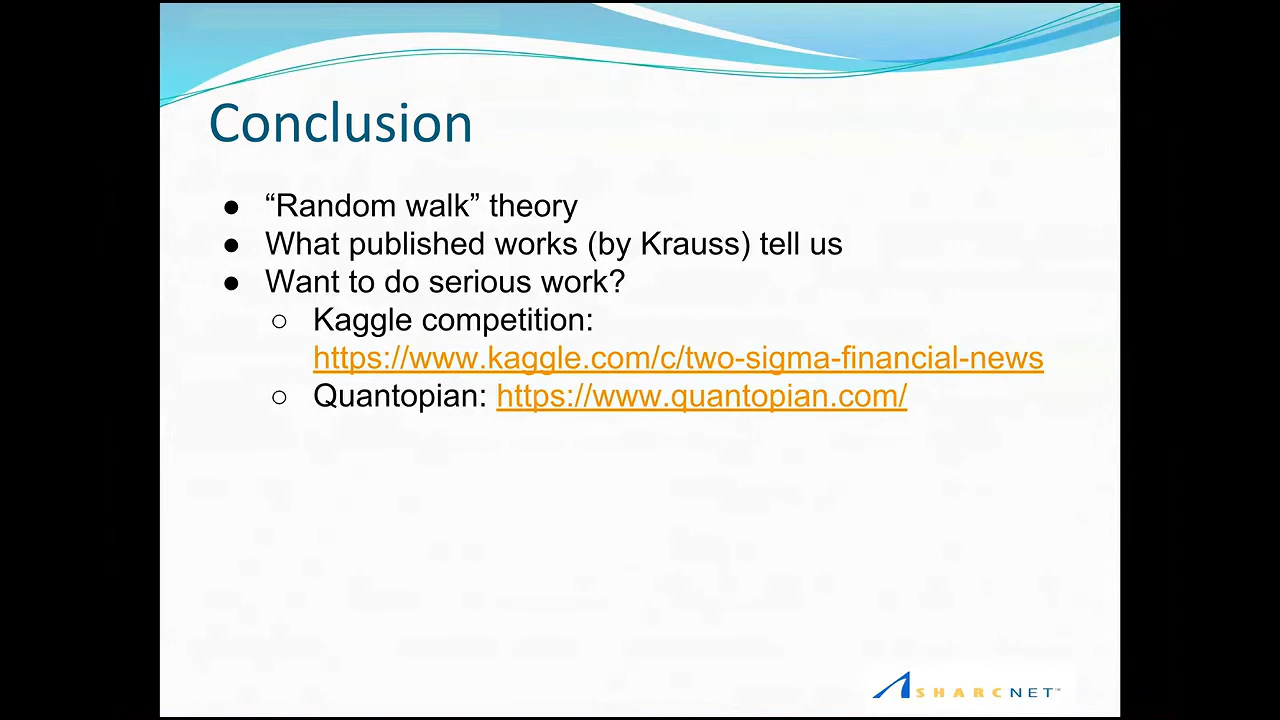 Conclusion
● “Random walk” theory
● What published works (by Krauss) tell us
● Want to do serious work?
○ Kaggle competition:
https://www.kaggle.com/c/two-sigma-financial-news
○ Quantopian: https://www.quantopian.com/
SHARCNET™